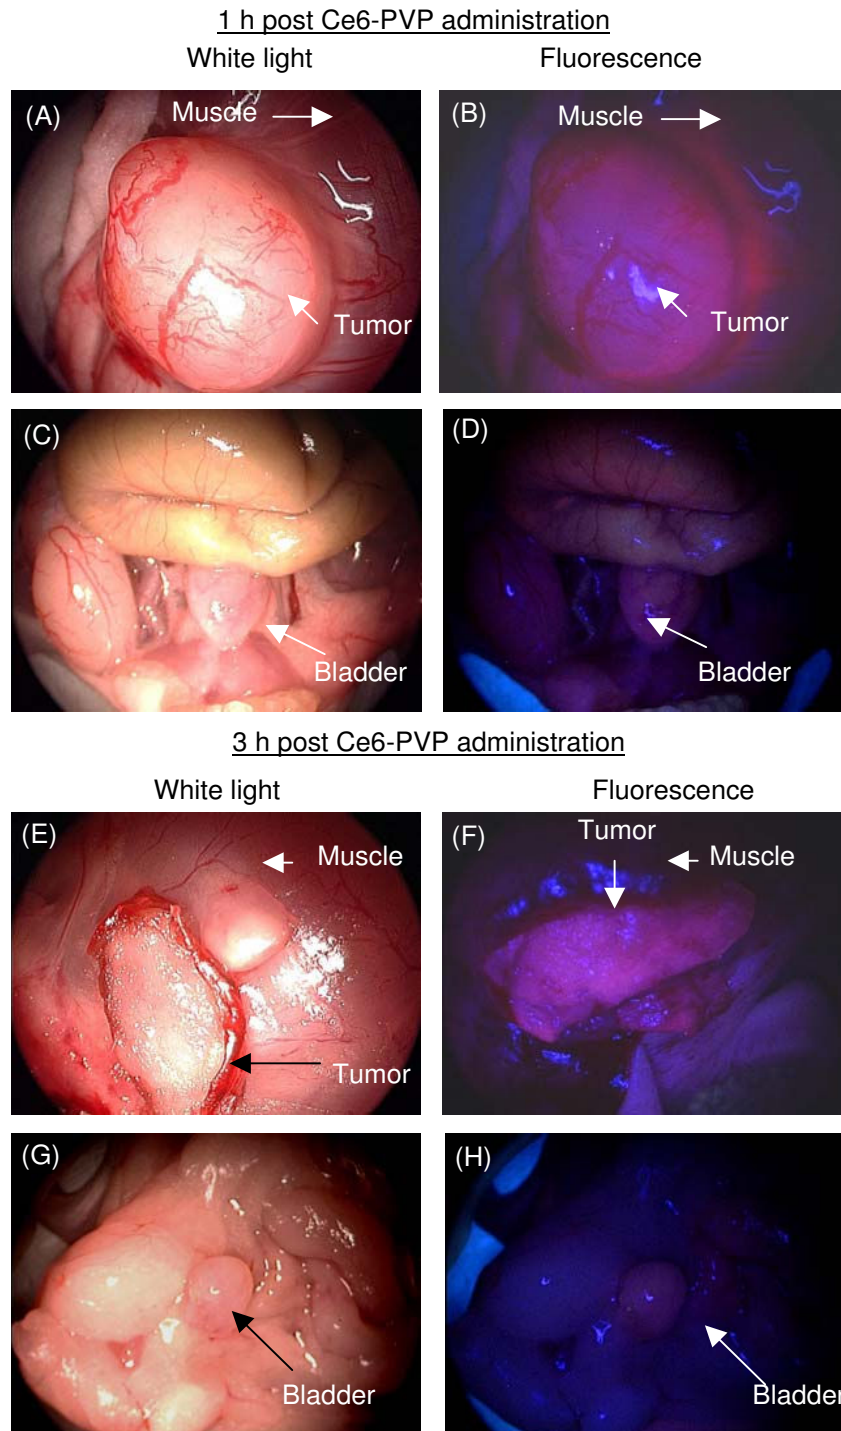 1 h post Ce6-PVP administration
White light Fluorescence
(A) Muscle
Tumor
(B) Muscle
Tumor
(C)
Bladder
(D)
Bladder
3 h post Ce6-PVP administration
White light Fluorescence
(E) Muscle
Tumor
(F) Tumor
Muscle
(G)
Bladder
(H)
Bladder